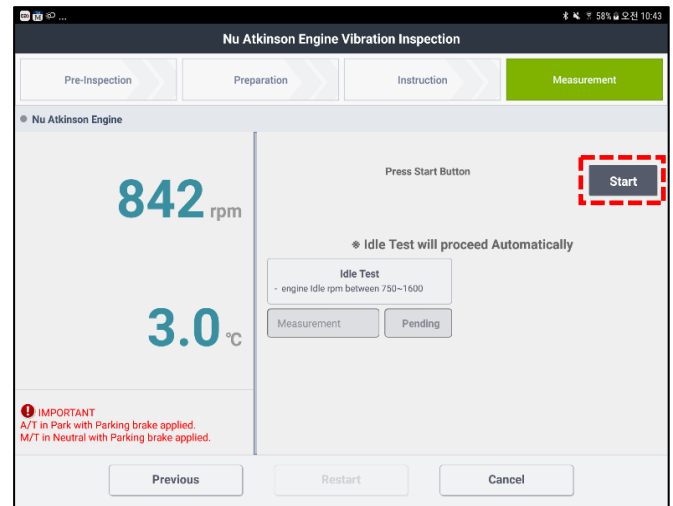 ... 58% 오전 10:43
Nu Atkinson Engine Vibration Inspection
Pre-Inspection Preparation Instruction Measurement
Nu Atkinson Engine
Press Start Button
Start
842 rpm
※ Idle Test will proceed Automatically
Idle Test
- engine Idle rpm between 750~1600
Measurement Pending
3.0 ℃
IMPORTANT
A/T in Park with Parking brake applied.
M/T in Neutral with Parking brake applied.
Previous Restart Cancel